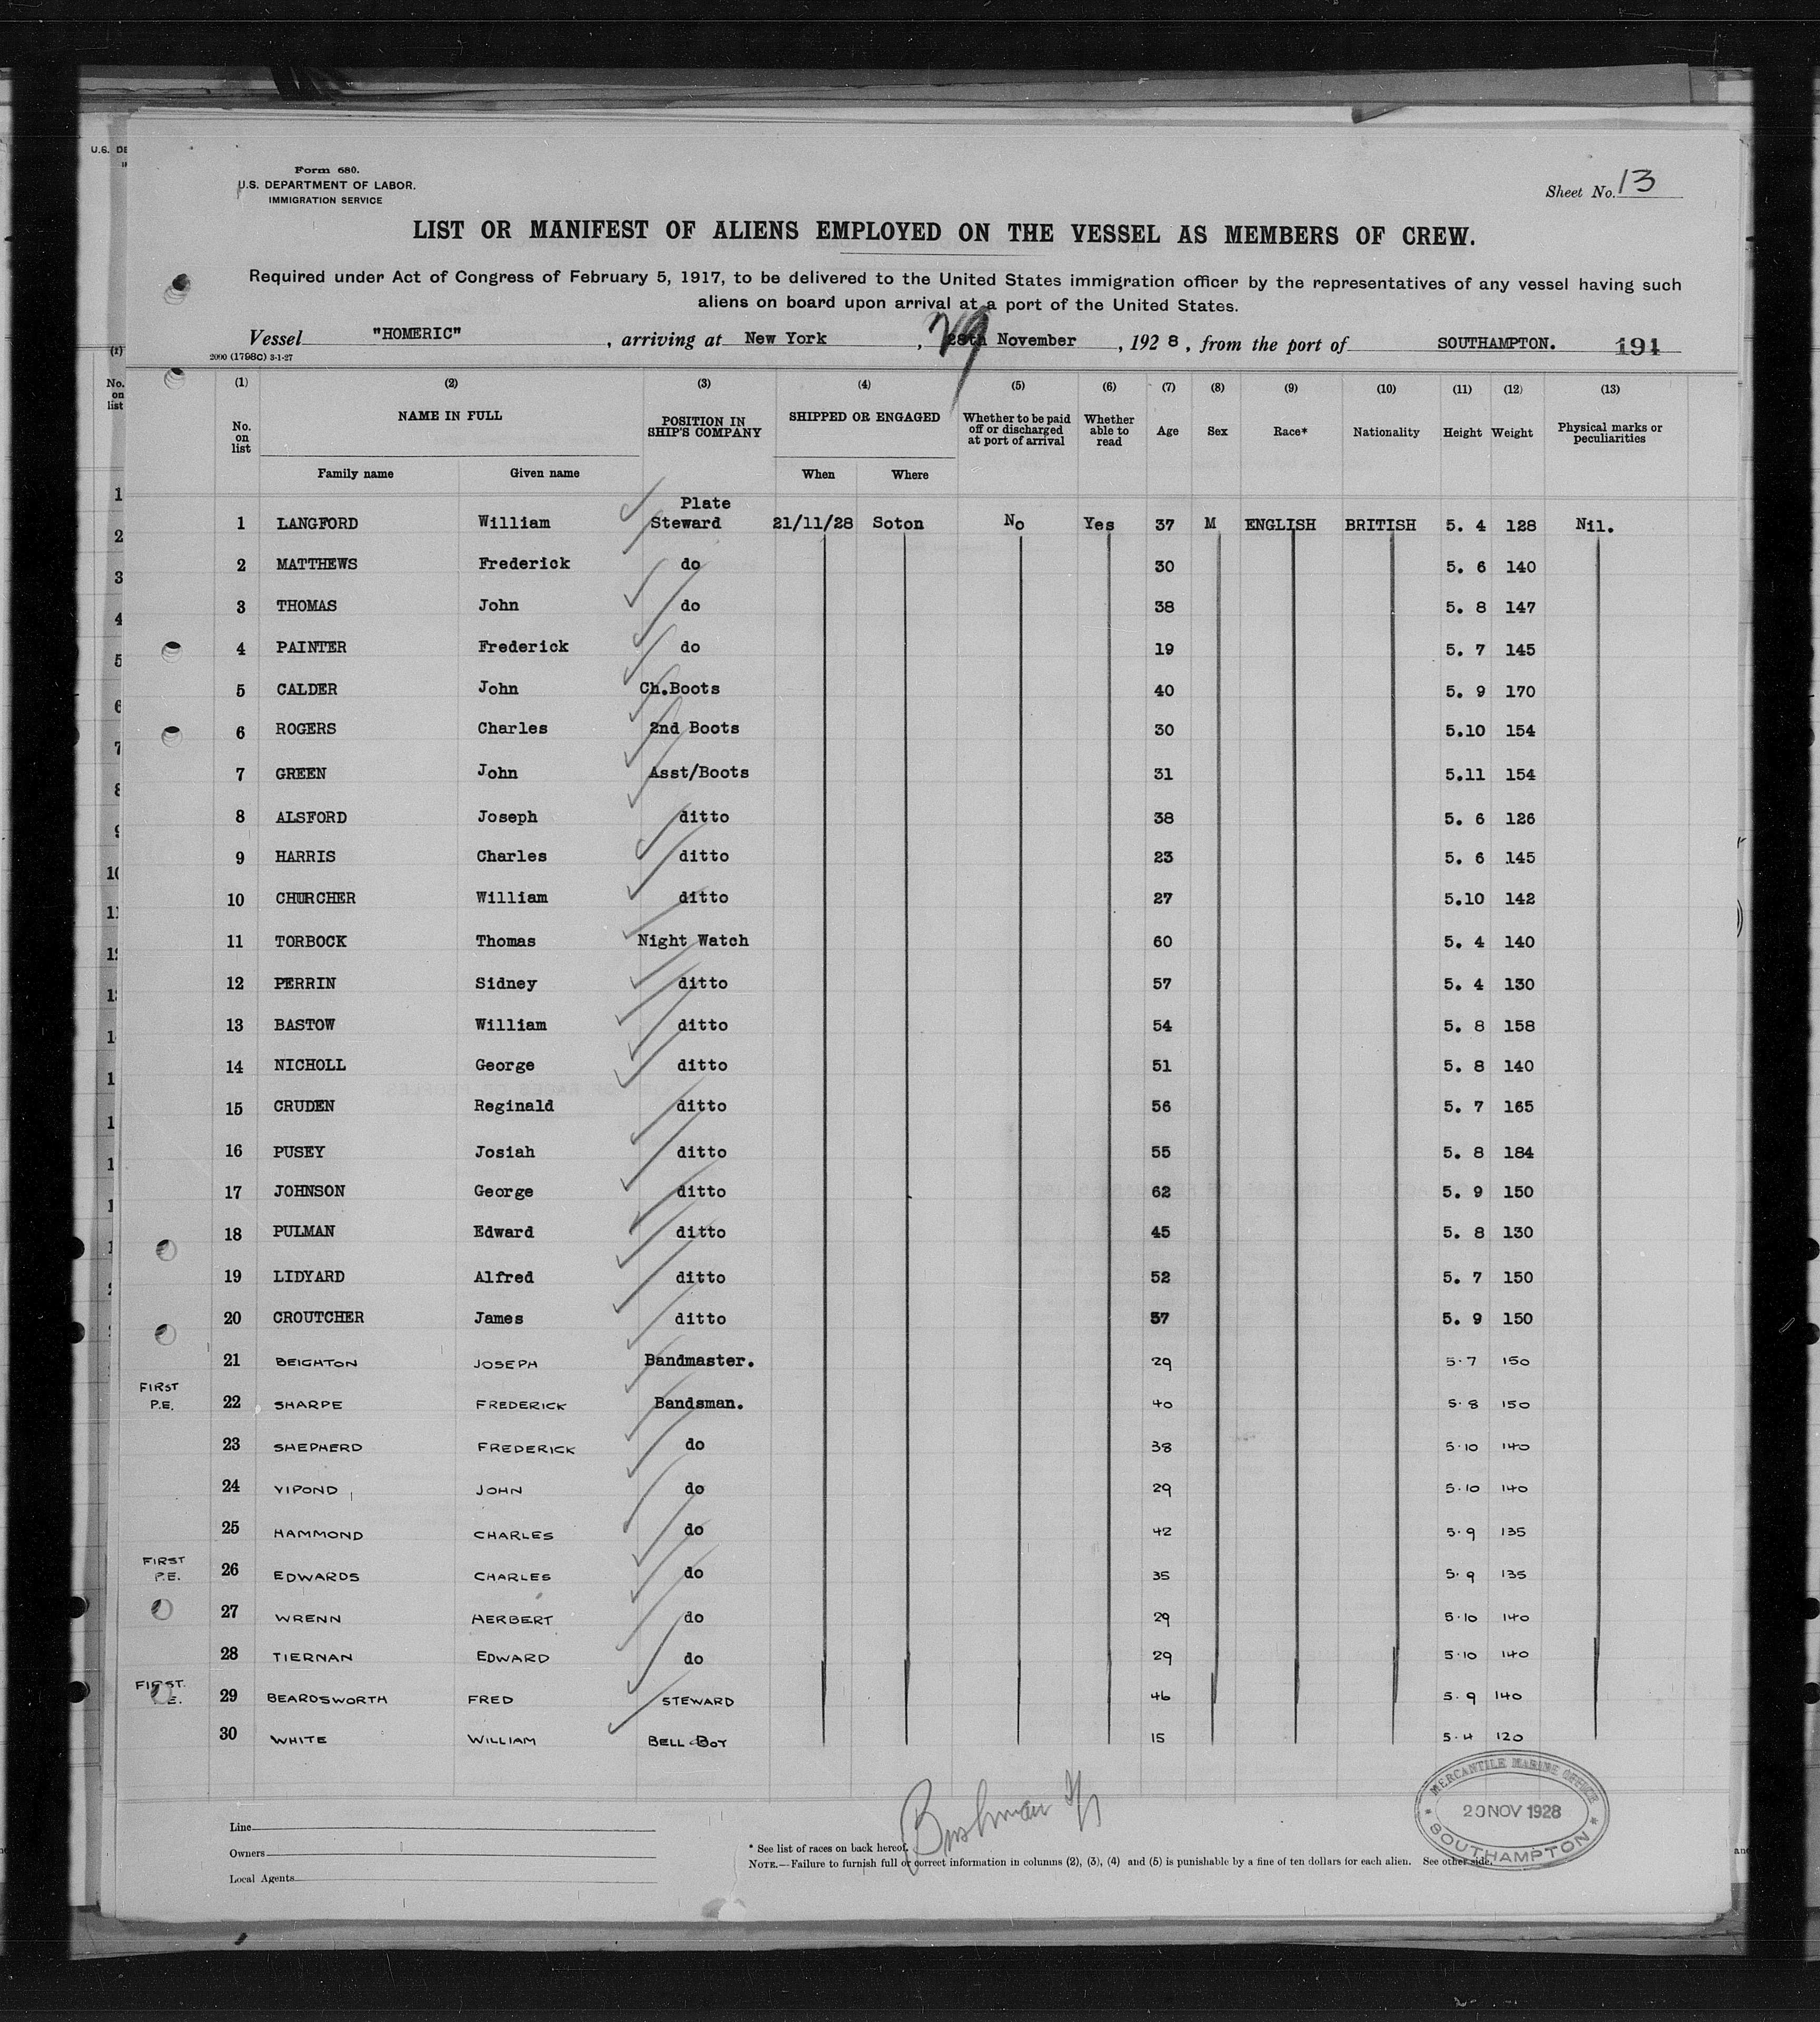 U.S. DE
Form 680.
U.S. DEPARTMENT OF LABOR.
IMMIGRATION SERVICE
Sheet No. 13
LIST OR MANIFEST OF ALIENS EMPLOYED ON THE VESSEL AS MEMBERS OF CREW.
Required under Act of Congress of February 5, 1917, to be delivered to the United States immigration officer by the representatives of any vessel having such
aliens on board upon arrival at a port of the United States.
Vessel "HOMERIC", arriving at New York, 29 28th November, 1928, from the port of SOUTHAMPTON. 191
2090 (1798C) 3-1-27
(1) (2) (3) (4) (5) (6) (7) (8) (9) (10) (11) (12) (13)
No. on list NAME IN FULL POSITION IN SHIP'S COMPANY SHIPPED OR ENGAGED Whether to be paid off or discharged at port of arrival Whether able to read Age Sex Race* Nationality Height Weight Physical marks or peculiarities
Family name Given name When Where
1 LANGFORD William Plate Steward 21/11/28 Soton No Yes 37 M ENGLISH BRITISH 5. 4 128 Nil.
2 MATTHEWS Frederick do 30 5. 6 140
3 THOMAS John do 38 5. 8 147
4 PAINTER Frederick do 19 5. 7 145
5 CALDER John Ch.Boots 40 5. 9 170
6 ROGERS Charles 2nd Boots 30 5.10 154
7 GREEN John Asst/Boots 31 5.11 154
8 ALSFORD Joseph ditto 38 5. 6 126
9 HARRIS Charles ditto 23 5. 6 145
10 CHURCHER William ditto 27 5.10 142
11 TORBOCK Thomas Night Watch 60 5. 4 140
12 PERRIN Sidney ditto 57 5. 4 130
13 BASTOW William ditto 54 5. 8 158
14 NICHOLL George ditto 51 5. 8 140
15 CRUDEN Reginald ditto 56 5. 7 165
16 PUSEY Josiah ditto 55 5. 8 184
17 JOHNSON George ditto 62 5. 9 150
18 PULMAN Edward ditto 45 5. 8 130
19 LIDYARD Alfred ditto 52 5. 7 150
20 CROUTCHER James ditto 57 5. 9 150
21 BEIGHTON JOSEPH Bandmaster. 29 5.7 150
FIRST P.E. 22 SHARPE FREDERICK Bandsman. 40 5.8 150
23 SHEPHERD FREDERICK do 38 5.10 140
24 VIPOND JOHN do 29 5.10 140
25 HAMMOND CHARLES do 42 5.9 135
FIRST P.E. 26 EDWARDS CHARLES do 35 5.9 135
27 WRENN HERBERT do 29 5.10 140
28 TIERNAN EDWARD do 29 5.10 140
FIRST. E. 29 BEARDSWORTH FRED STEWARD 46 5.9 140
30 WHITE WILLIAM BELL BOY 15 5.4 120
MERCANTILE MARINE OFFICE
20 NOV 1928
SOUTHAMPTON
Line
Owners
Local Agents
* See list of races on back hereof.
NOTE.—Failure to furnish full or correct information in columns (2), (3), (4) and (5) is punishable by a fine of ten dollars for each alien. See other side.